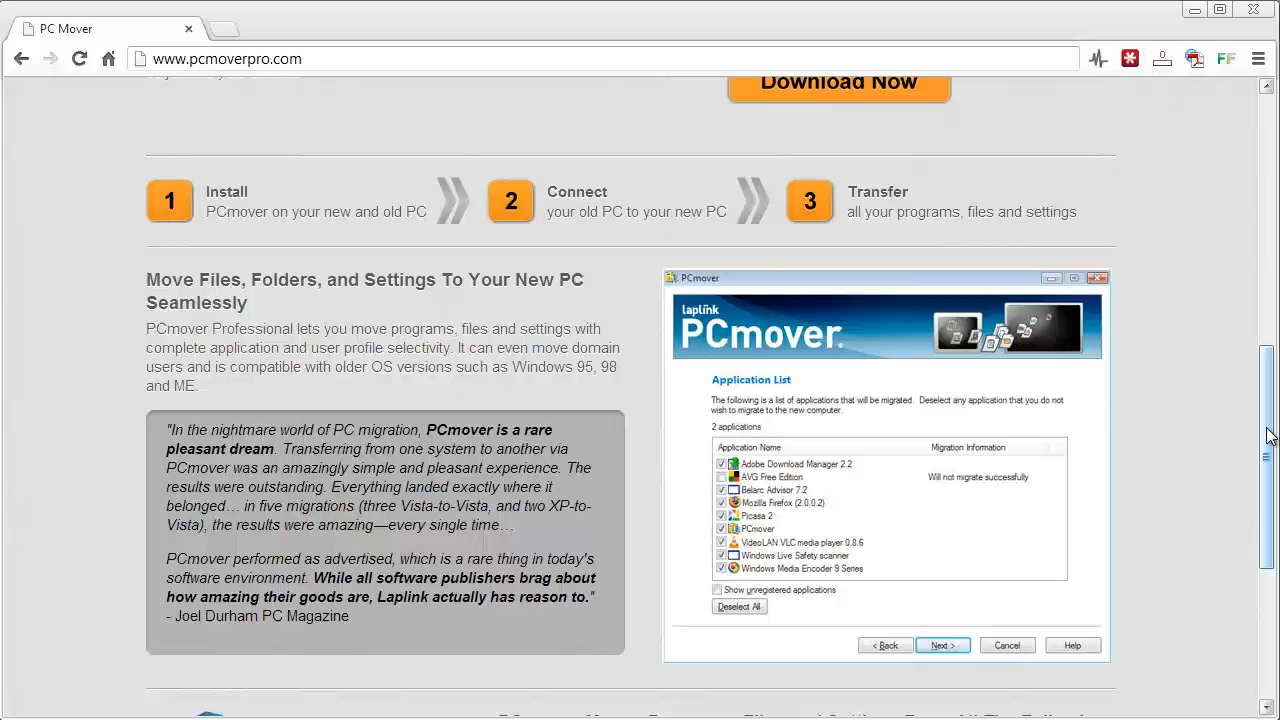 PC Mover
www.pcmoverpro.com
FF
Download Now
1
Install
PCmover on your new and old PC
2
Connect
your old PC to your new PC
3
Transfer
all your programs, files and settings
Move Files, Folders, and Settings To Your New PC
Seamlessly
PCmover Professional lets you move programs, files and settings with
complete application and user profile selectivity. It can even move domain
users and is compatible with older OS versions such as Windows 95, 98
and ME.
"In the nightmare world of PC migration, PCmover is a rare
pleasant dream. Transferring from one system to another via
PCmover was an amazingly simple and pleasant experience. The
results were outstanding. Everything landed exactly where it
belonged… in five migrations (three Vista-to-Vista, and two XP-to-
Vista), the results were amazing—every single time…
PCmover performed as advertised, which is a rare thing in today's
software environment. While all software publishers brag about
how amazing their goods are, Laplink actually has reason to."
- Joel Durham PC Magazine
PCmover
laplink
PCmover.
Application List
The following is a list of applications that will be migrated. Deselect any application that you do not
wish to migrate to the new computer.
2 applications
Application Name Migration Information
Adobe Download Manager 2.2
AVG Free Edition Will not migrate successfully
Belarc Advisor 7.2
Mozilla Firefox (2.0.0.2)
Picasa 2
PCmover
VideoLAN VLC media player 0.8.6
Windows Live Safety scanner
Windows Media Encoder 9 Series
Show unregistered applications
Deselect All
< Back
Next >
Cancel
Help